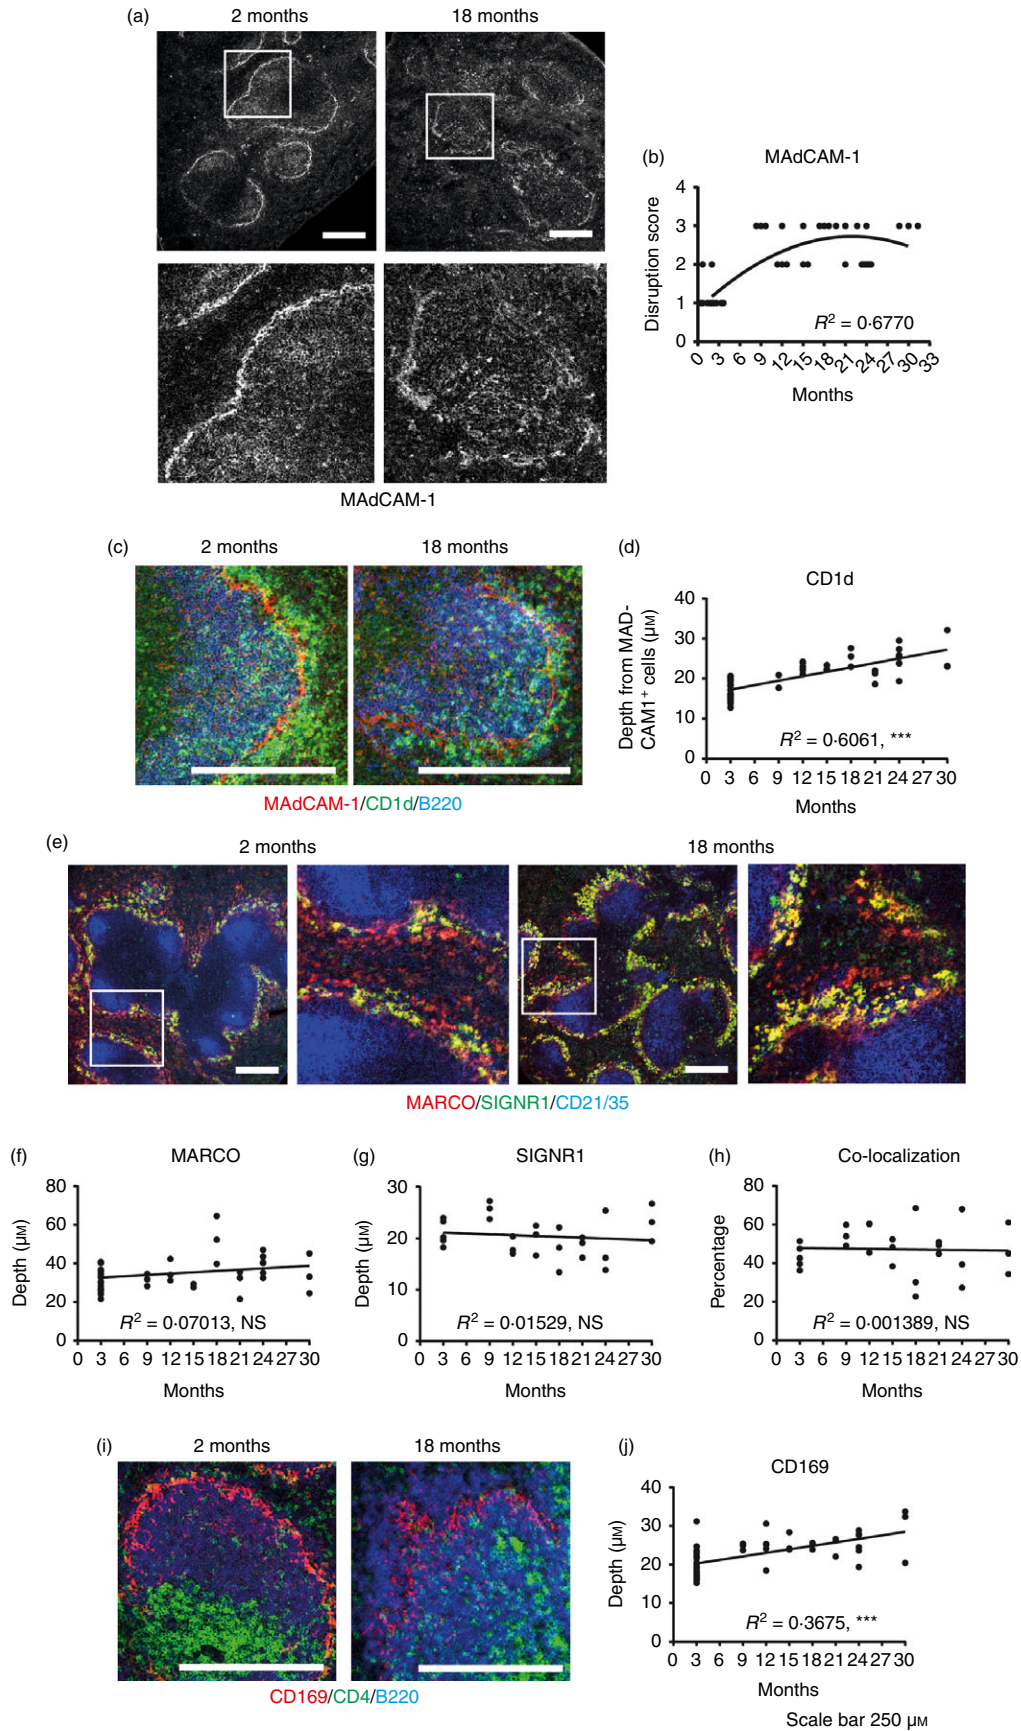 (a)
2 months
18 months
MAdCAM-1
(b)
MAdCAM-1
Disruption score
4
3
2
1
0
R² = 0·6770
0 3 6 9 12 15 18 21 24 27 30 33
Months
(c)
2 months
18 months
MAdCAM-1/CD1d/B220
(d)
CD1d
Depth from MAD-
CAM1⁺ cells (μM)
40
30
20
10
0
R² = 0·6061, ***
0 3 6 9 12 15 18 21 24 27 30
Months
(e)
2 months
18 months
MARCO/SIGNR1/CD21/35
(f)
MARCO
Depth (μM)
80
60
40
20
0
R² = 0·07013, NS
0 3 6 9 12 15 18 21 24 27 30
Months
(g)
SIGNR1
Depth (μM)
30
20
10
0
R² = 0·01529, NS
0 3 6 9 12 15 18 21 24 27 30
Months
(h)
Co-localization
Percentage
80
60
40
20
0
R² = 0·001389, NS
0 3 6 9 12 15 18 21 24 27 30
Months
(i)
2 months
18 months
CD169/CD4/B220
(j)
CD169
Depth (μM)
40
30
20
10
0
R² = 0·3675, ***
0 3 6 9 12 15 18 21 24 27 30
Months
Scale bar 250 μM